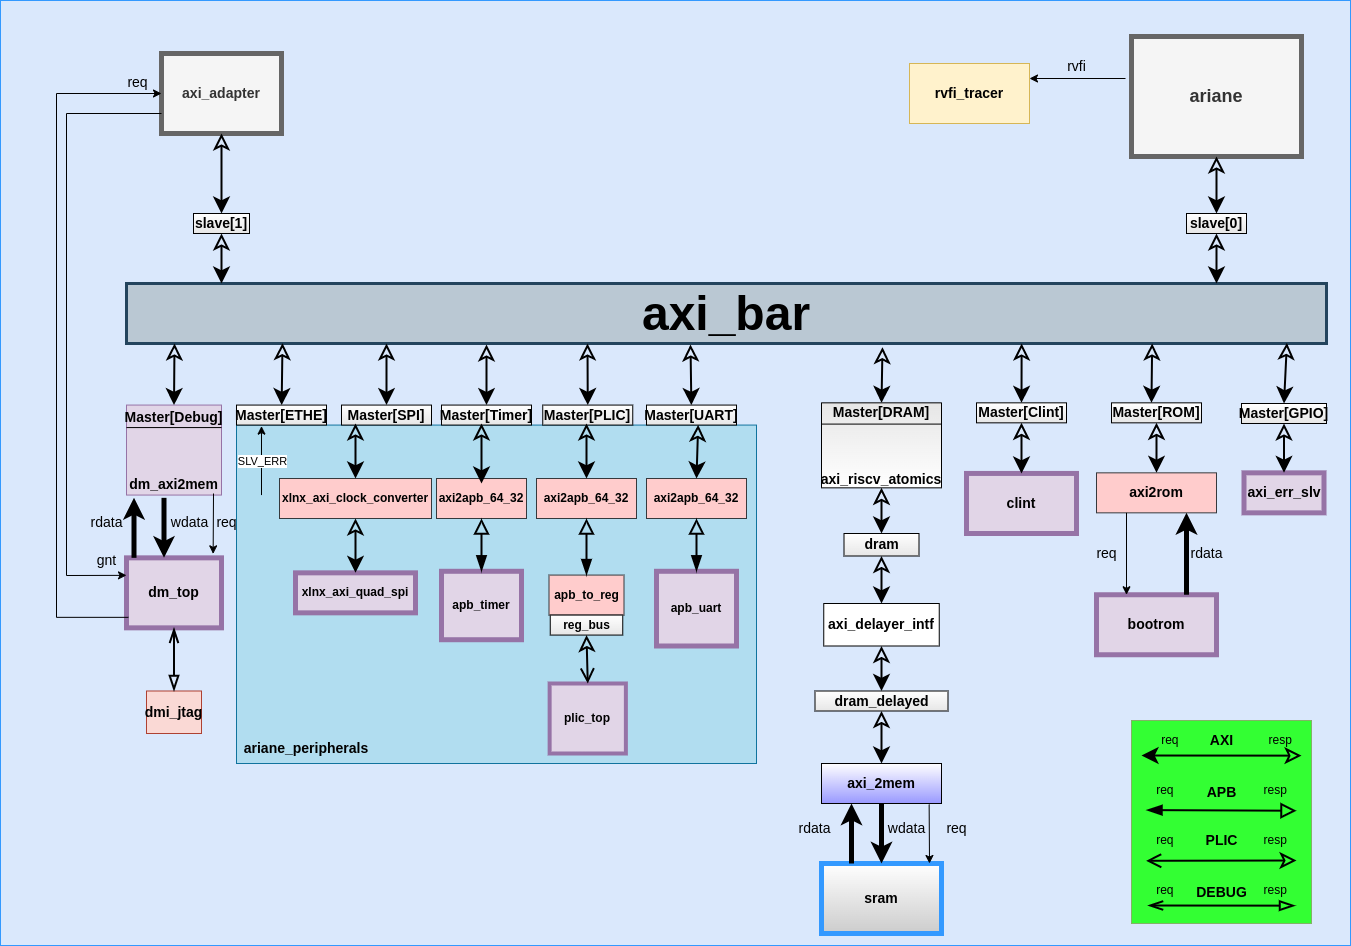 req
axi_adapter
rvfi_tracer
rvfi
ariane
slave[1]
slave[0]
axi_bar
Master[Debug]
Master[ETHE]
Master[SPI]
Master[Timer]
Master[PLIC]
Master[UART]
Master[DRAM]
Master[Clint]
Master[ROM]
Master[GPIO]
SLV_ERR
dm_axi2mem
xlnx_axi_clock_converter
axi2apb_64_32
axi2apb_64_32
axi2apb_64_32
axi_riscv_atomics
clint
axi2rom
axi_err_slv
rdata
wdata
req
gnt
dram
req
rdata
dm_top
xlnx_axi_quad_spi
apb_timer
apb_to_reg
reg_bus
apb_uart
axi_delayer_intf
bootrom
dmi_jtag
plic_top
dram_delayed
ariane_peripherals
axi_2mem
rdata
wdata
req
sram
req AXI resp
req APB resp
req PLIC resp
req DEBUG resp